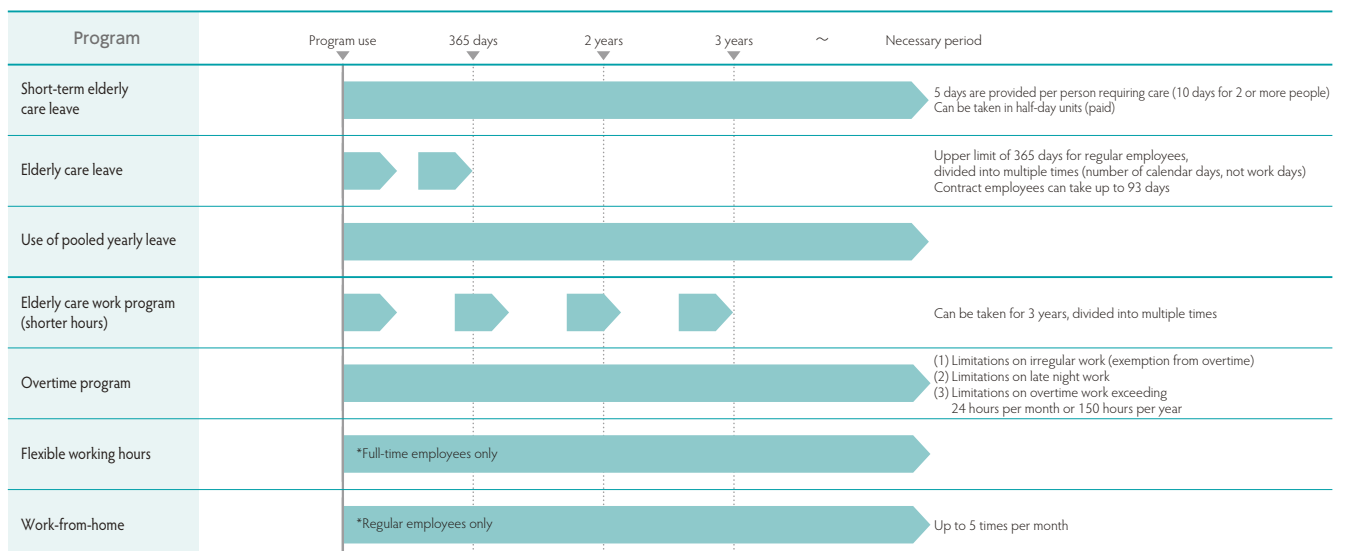 Program
Program use
365 days
2 years
3 years
~
Necessary period
Short-term elderly
care leave
5 days are provided per person requiring care (10 days for 2 or more people)
Can be taken in half-day units (paid)
Elderly care leave
Upper limit of 365 days for regular employees,
divided into multiple times (number of calendar days, not work days)
Contract employees can take up to 93 days
Use of pooled yearly leave
Elderly care work program
(shorter hours)
Can be taken for 3 years, divided into multiple times
Overtime program
(1) Limitations on irregular work (exemption from overtime)
(2) Limitations on late night work
(3) Limitations on overtime work exceeding
24 hours per month or 150 hours per year
Flexible working hours
*Full-time employees only
Work-from-home
*Regular employees only
Up to 5 times per month